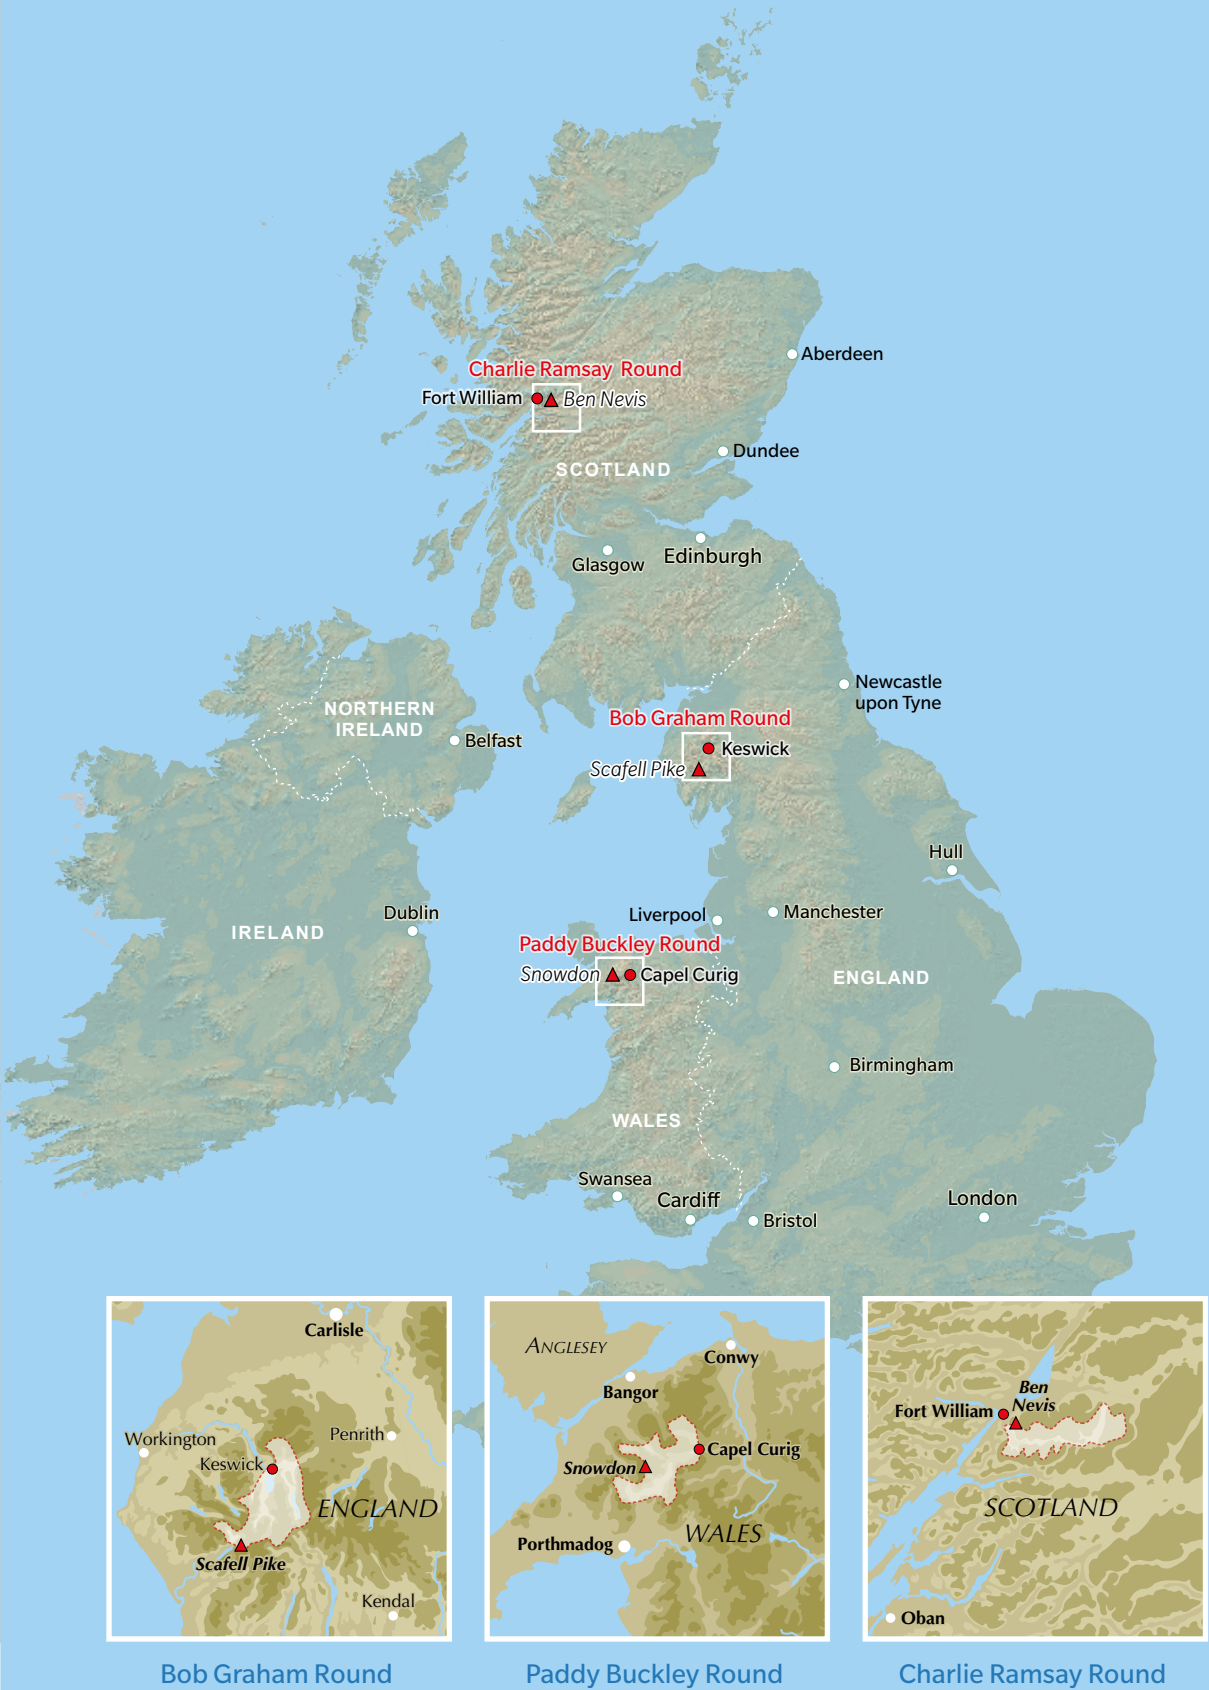 Aberdeen
Charlie Ramsay Round
Fort William
Ben Nevis
Dundee
SCOTLAND
Glasgow
Edinburgh
Newcastle
upon Tyne
NORTHERN
IRELAND
Belfast
Bob Graham Round
Keswick
Scafell Pike
Hull
Dublin
IRELAND
Liverpool
Manchester
Paddy Buckley Round
Snowdon
Capel Curig
ENGLAND
Birmingham
WALES
Swansea
Cardiff
Bristol
London
Carlisle
Workington
Penrith
Keswick
ENGLAND
Scafell Pike
Kendal
Bob Graham Round
ANGLESEY
Conwy
Bangor
Capel Curig
Snowdon
WALES
Porthmadog
Paddy Buckley Round
Ben
Nevis
Fort William
SCOTLAND
Oban
Charlie Ramsay Round